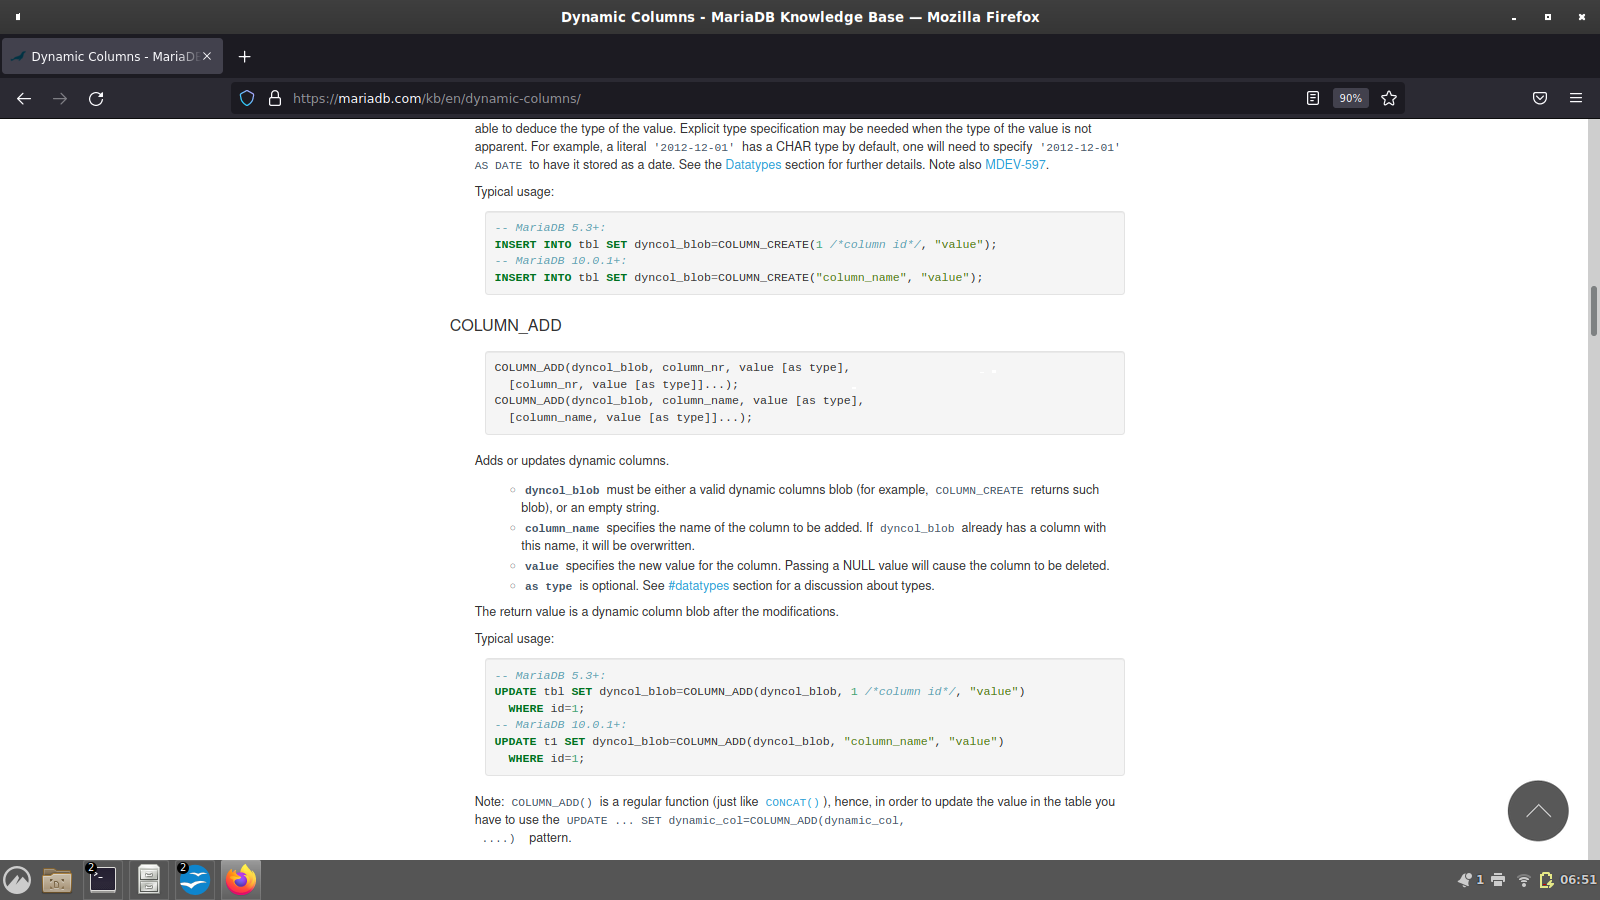 Dynamic Columns - MariaDB Knowledge Base — Mozilla Firefox
Dynamic Columns - MariaDB
https://mariadb.com/kb/en/dynamic-columns/
90%
able to deduce the type of the value. Explicit type specification may be needed when the type of the value is not
apparent. For example, a literal '2012-12-01' has a CHAR type by default, one will need to specify '2012-12-01'
AS DATE to have it stored as a date. See the Datatypes section for further details. Note also MDEV-597.
Typical usage:
-- MariaDB 5.3+:
INSERT INTO tbl SET dyncol_blob=COLUMN_CREATE(1 /*column id*/, "value");
-- MariaDB 10.0.1+:
INSERT INTO tbl SET dyncol_blob=COLUMN_CREATE("column_name", "value");
COLUMN_ADD
COLUMN_ADD(dyncol_blob, column_nr, value [as type],
[column_nr, value [as type]]...);
COLUMN_ADD(dyncol_blob, column_name, value [as type],
[column_name, value [as type]]...);
Adds or updates dynamic columns.
dyncol_blob must be either a valid dynamic columns blob (for example, COLUMN_CREATE returns such
blob), or an empty string.
column_name specifies the name of the column to be added. If dyncol_blob already has a column with
this name, it will be overwritten.
value specifies the new value for the column. Passing a NULL value will cause the column to be deleted.
as type is optional. See #datatypes section for a discussion about types.
The return value is a dynamic column blob after the modifications.
Typical usage:
-- MariaDB 5.3+:
UPDATE tbl SET dyncol_blob=COLUMN_ADD(dyncol_blob, 1 /*column id*/, "value")
WHERE id=1;
-- MariaDB 10.0.1+:
UPDATE t1 SET dyncol_blob=COLUMN_ADD(dyncol_blob, "column_name", "value")
WHERE id=1;
Note: COLUMN_ADD() is a regular function (just like CONCAT()), hence, in order to update the value in the table you
have to use the UPDATE ... SET dynamic_col=COLUMN_ADD(dynamic_col,
....) pattern.
2
2
1
06:51